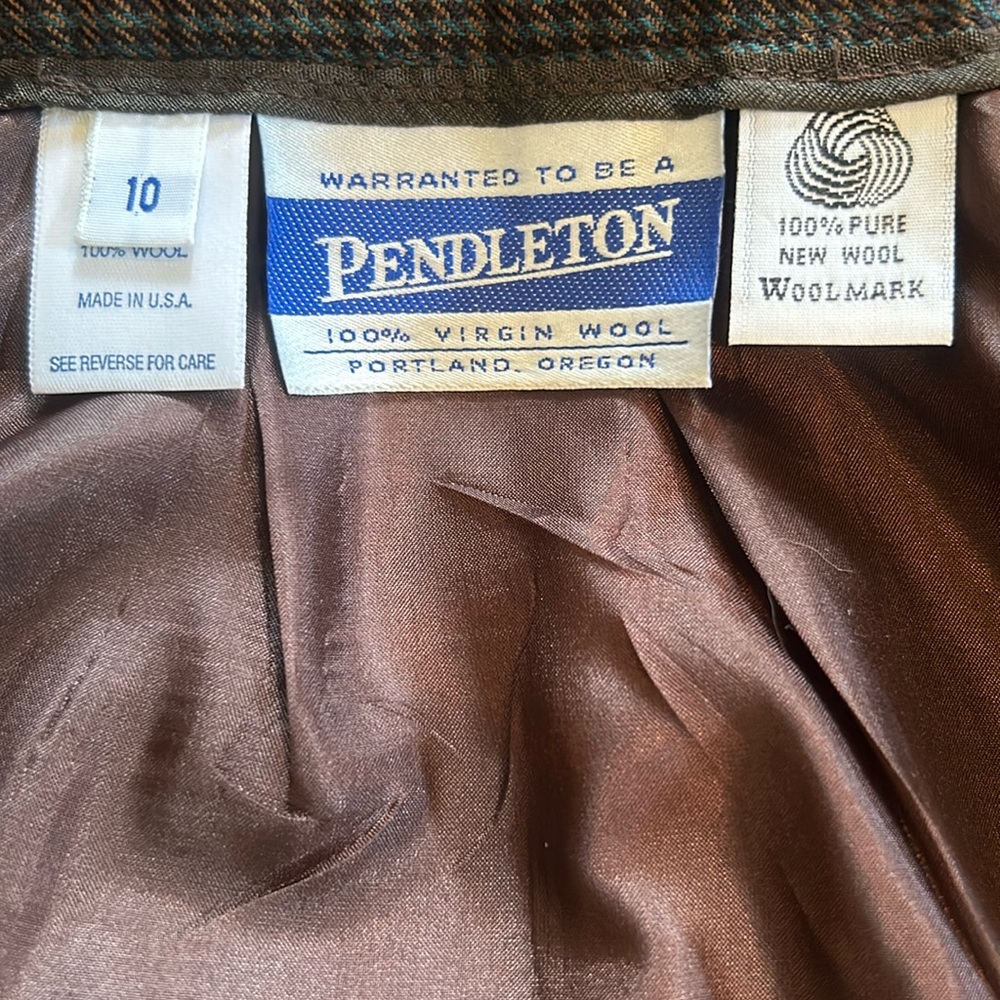 10
100% WOOL
MADE IN U.S.A.
SEE REVERSE FOR CARE
WARRANTED TO BE A
PENDLETON
100% VIRGIN WOOL
PORTLAND, OREGON
100% PURE
NEW WOOL
WOOLMARK